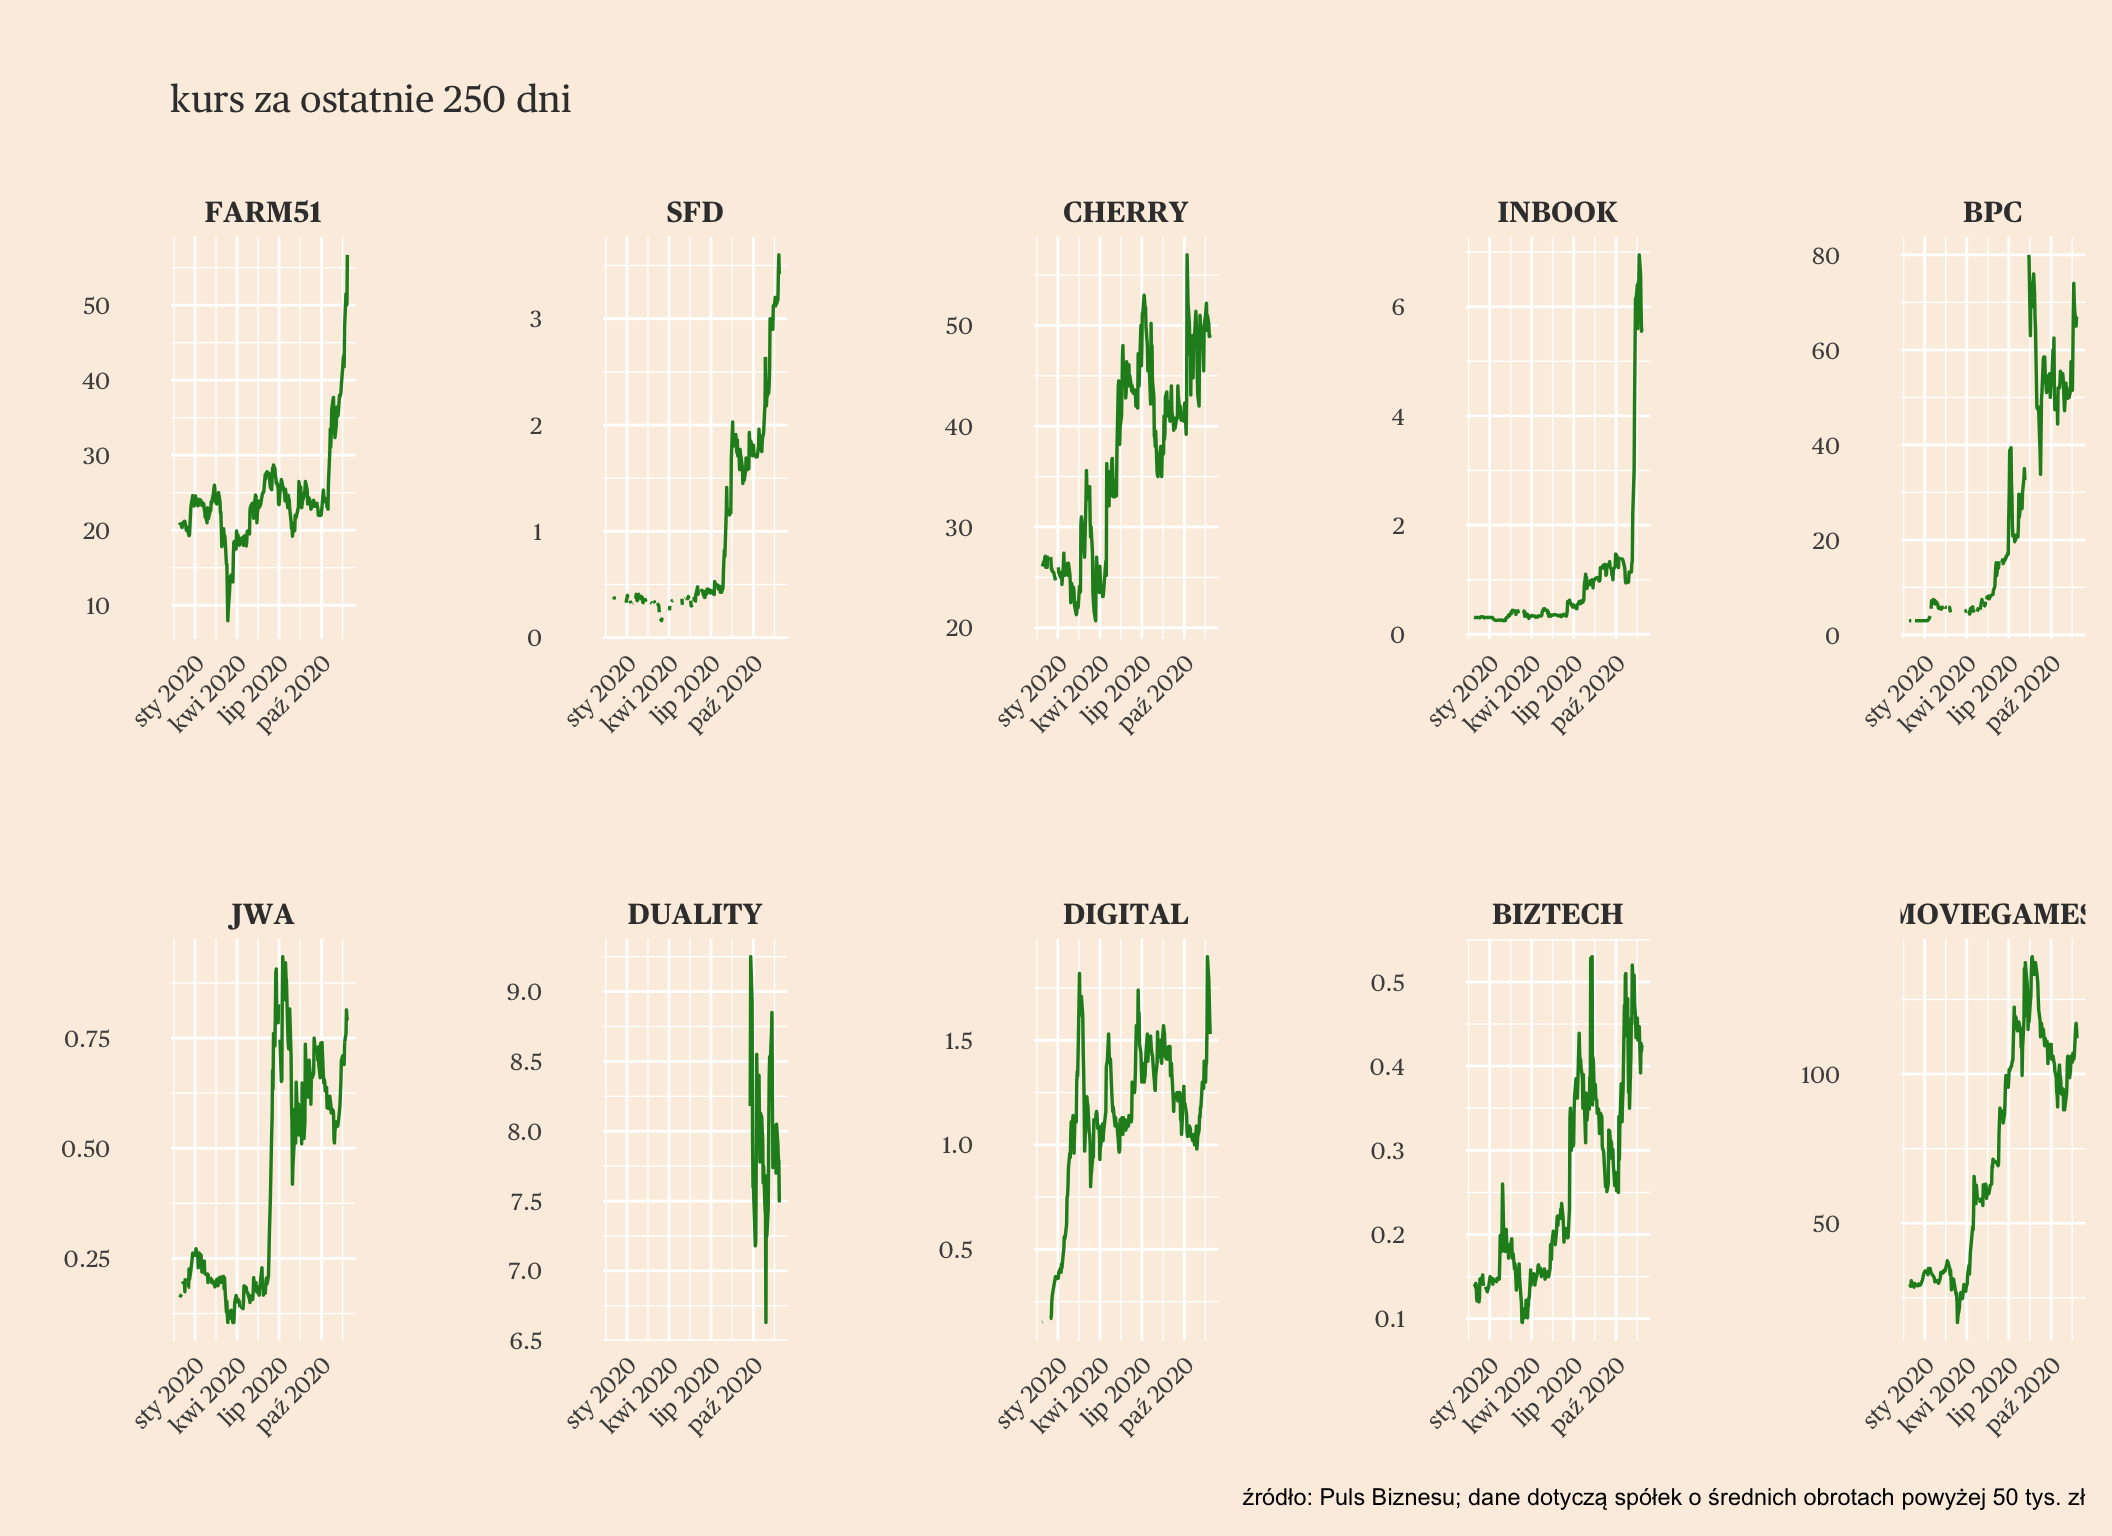 kurs za ostatnie 250 dni
FARM51
50
40
30
20
10
sty 2020
kwi 2020
lip 2020
paź 2020
SFD
3
2
1
0
sty 2020
kwi 2020
lip 2020
paź 2020
CHERRY
50
40
30
20
sty 2020
kwi 2020
lip 2020
paź 2020
INBOOK
6
4
2
0
sty 2020
kwi 2020
lip 2020
paź 2020
BPC
80
60
40
20
0
sty 2020
kwi 2020
lip 2020
paź 2020
JWA
0.75
0.50
0.25
sty 2020
kwi 2020
lip 2020
paź 2020
DUALITY
9.0
8.5
8.0
7.5
7.0
6.5
sty 2020
kwi 2020
lip 2020
paź 2020
DIGITAL
1.5
1.0
0.5
sty 2020
kwi 2020
lip 2020
paź 2020
BIZTECH
0.5
0.4
0.3
0.2
0.1
sty 2020
kwi 2020
lip 2020
paź 2020
MOVIEGAMES
100
50
sty 2020
kwi 2020
lip 2020
paź 2020
źródło: Puls Biznesu; dane dotyczą spółek o średnich obrotach powyżej 50 tys. zł